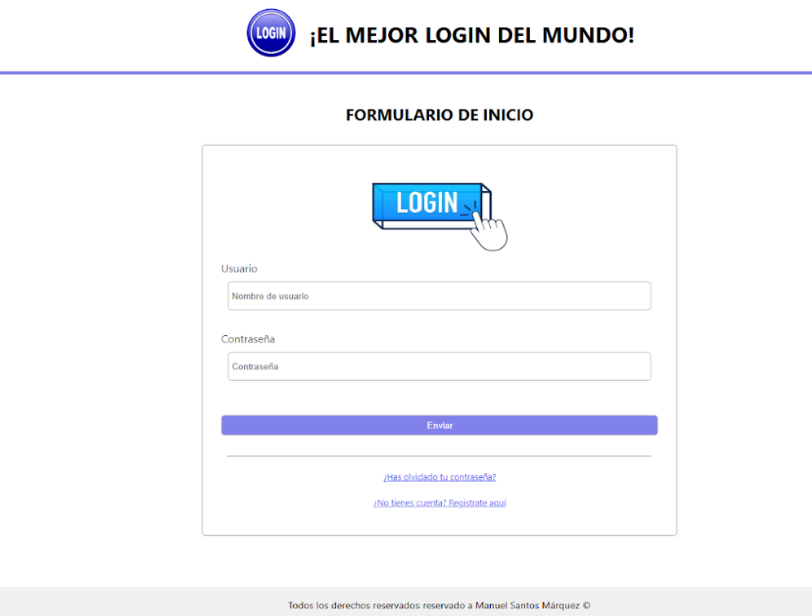 LOGIN
¡EL MEJOR LOGIN DEL MUNDO!
FORMULARIO DE INICIO
LOGIN
Usuario
Nombre de usuario
Contraseña
Contraseña
Enviar
¿Has olvidado tu contraseña?
¿No tienes cuenta? Registrate aquí
Todos los derechos reservados reservado a Manuel Santos Márquez ©